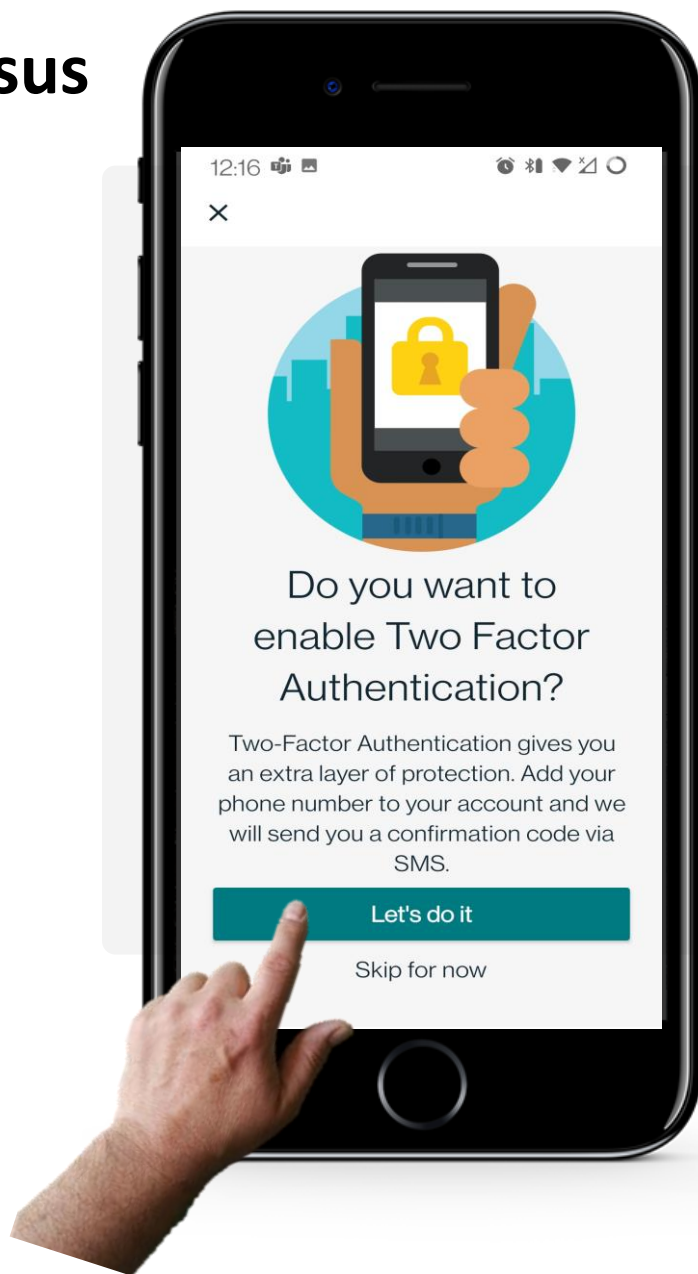 sus
12:16
Do you want to
enable Two Factor
Authentication?
Two-Factor Authentication gives you
an extra layer of protection. Add your
phone number to your account and we
will send you a confirmation code via
SMS.
Let's do it
Skip for now